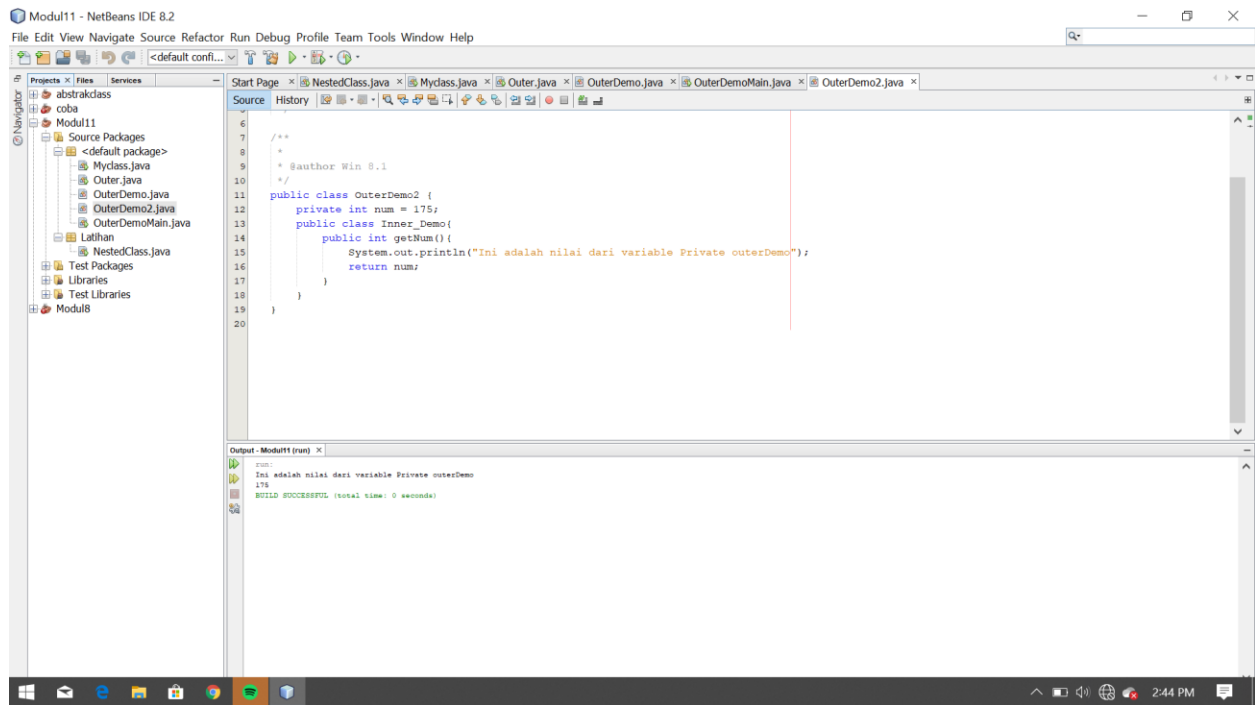 Modul11 - NetBeans IDE 8.2
File Edit View Navigate Source Refactor Run Debug Profile Team Tools Window Help
<default confi...
Projects Files Services
Start Page NestedClass.java Myclass.java Outer.java OuterDemo.java OuterDemoMain.java OuterDemo2.java
Navigator
abstrakclass
coba
Modul11
Source Packages
<default package>
Myclass.java
Outer.java
OuterDemo.java
OuterDemo2.java
OuterDemoMain.java
Latihan
NestedClass.java
Test Packages
Libraries
Test Libraries
Modul8
Source History
6
7 /**
8 *
9 * @author Win 8.1
10 */
11 public class OuterDemo2 {
12 private int num = 175;
13 public class Inner_Demo{
14 public int getNum(){
15 System.out.println("Ini adalah nilai dari variable Private outerDemo");
16 return num;
17 }
18 }
19 }
20
Output - Modul11 (run)
run:
Ini adalah nilai dari variable Private outerDemo
175
BUILD SUCCESSFUL (total time: 0 seconds)
2:44 PM